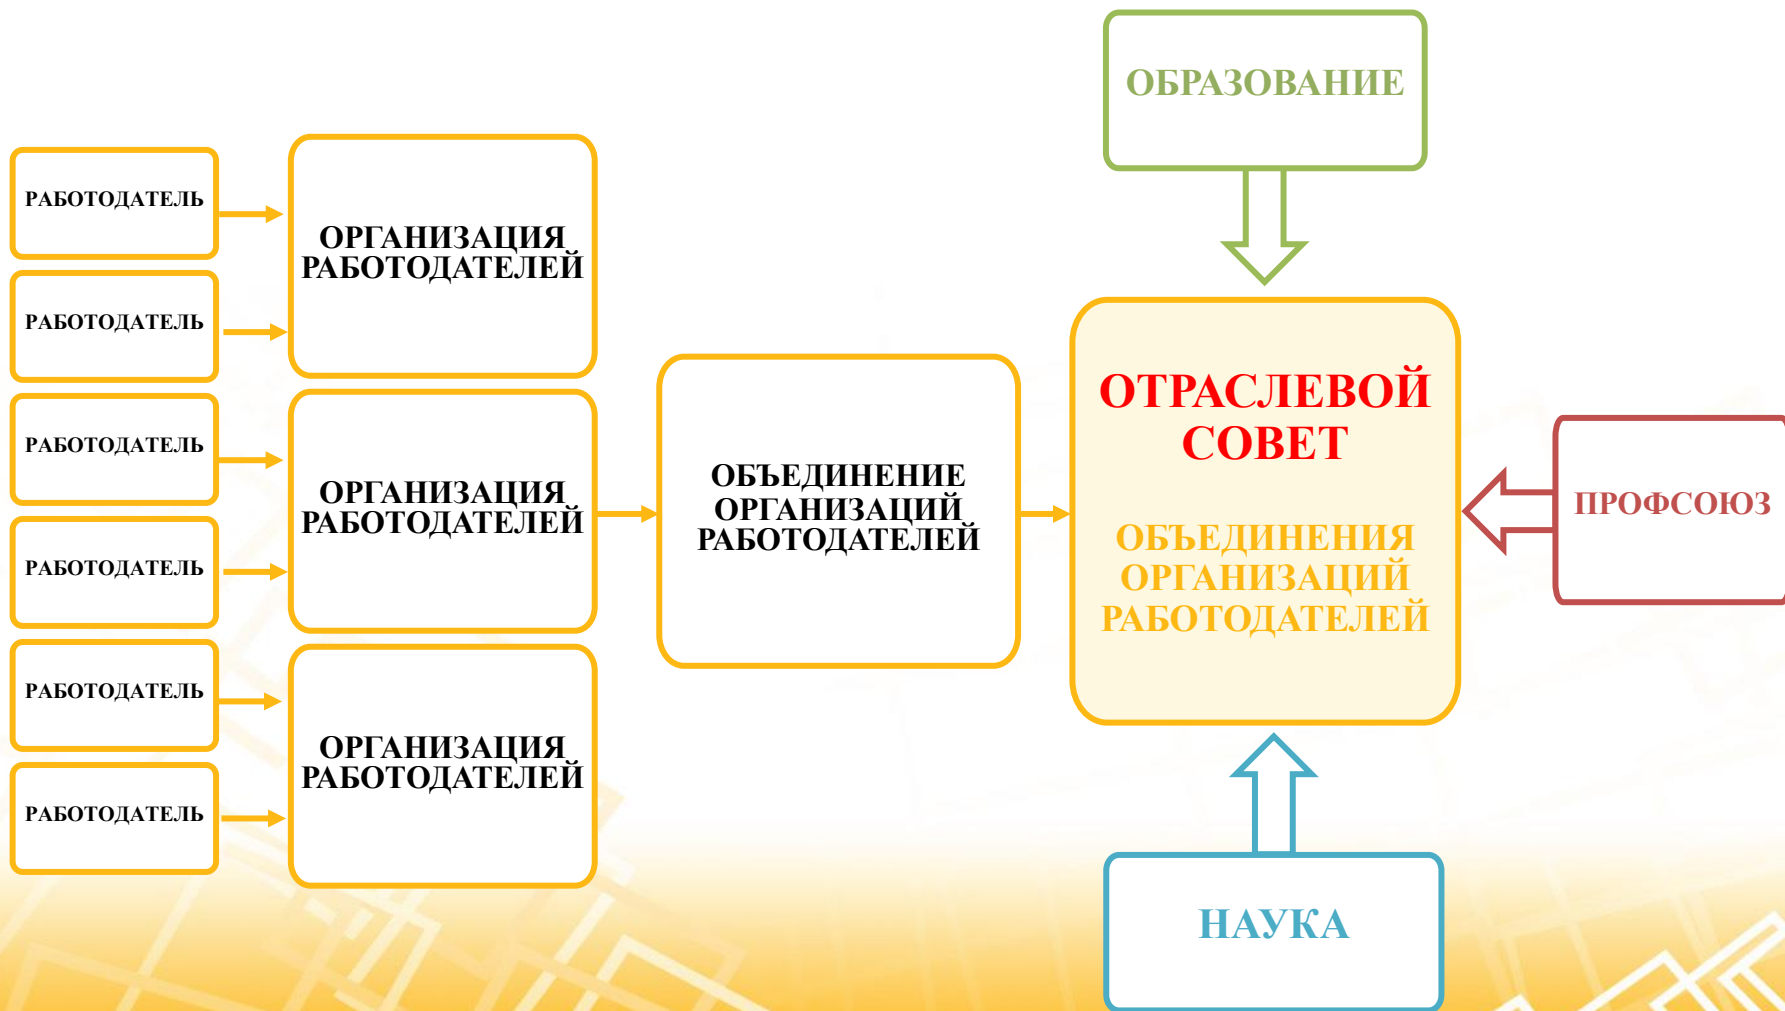 ОБРАЗОВАНИЕ
РАБОТОДАТЕЛЬ
РАБОТОДАТЕЛЬ
РАБОТОДАТЕЛЬ
РАБОТОДАТЕЛЬ
РАБОТОДАТЕЛЬ
РАБОТОДАТЕЛЬ
ОРГАНИЗАЦИЯ
РАБОТОДАТЕЛЕЙ
ОРГАНИЗАЦИЯ
РАБОТОДАТЕЛЕЙ
ОРГАНИЗАЦИЯ
РАБОТОДАТЕЛЕЙ
ОБЪЕДИНЕНИЕ
ОРГАНИЗАЦИЙ
РАБОТОДАТЕЛЕЙ
ОТРАСЛЕВОЙ
СОВЕТ
ОБЪЕДИНЕНИЯ
ОРГАНИЗАЦИЙ
РАБОТОДАТЕЛЕЙ
ПРОФСОЮЗ
НАУКА